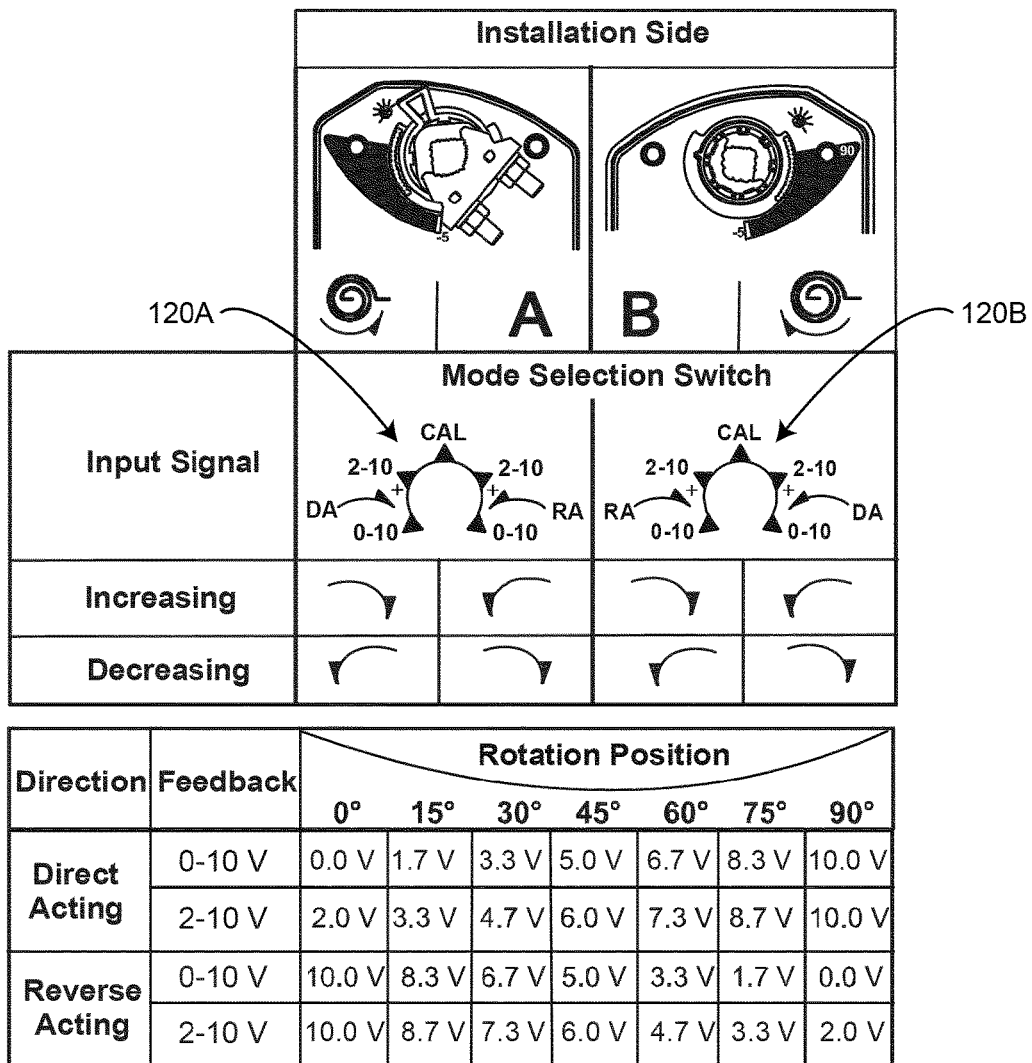 Installation Side
90
-5
-5
A
B
120A
120B
Mode Selection Switch
Input Signal
CAL
2-10
2-10
+
+
DA
RA
0-10
0-10
CAL
2-10
2-10
+
+
RA
DA
0-10
0-10
Increasing
Decreasing
Direction Feedback Rotation Position
0° 15° 30° 45° 60° 75° 90°
Direct Acting
0-10 V 0.0 V 1.7 V 3.3 V 5.0 V 6.7 V 8.3 V 10.0 V
2-10 V 2.0 V 3.3 V 4.7 V 6.0 V 7.3 V 8.7 V 10.0 V
Reverse Acting
0-10 V 10.0 V 8.3 V 6.7 V 5.0 V 3.3 V 1.7 V 0.0 V
2-10 V 10.0 V 8.7 V 7.3 V 6.0 V 4.7 V 3.3 V 2.0 V